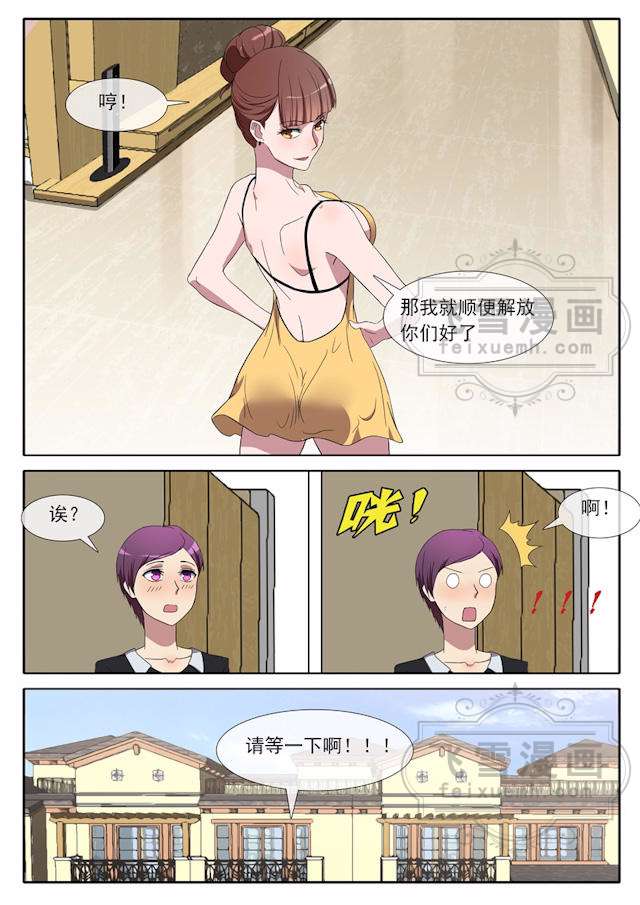 哼！
那我就顺便解放
你们好了
飞雪漫画
feixuemh.com
诶？
咣！
啊！
！！！
请等一下啊！！！
飞雪漫画
feixuemh.com